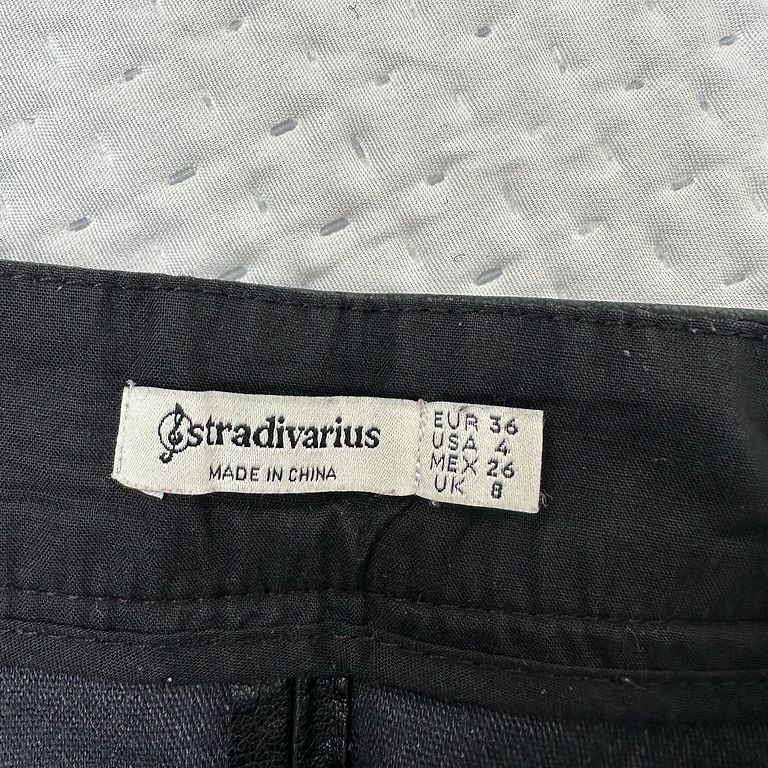 stradivarius
MADE IN CHINA
EUR 36
USA 4
MEX 26
UK 8